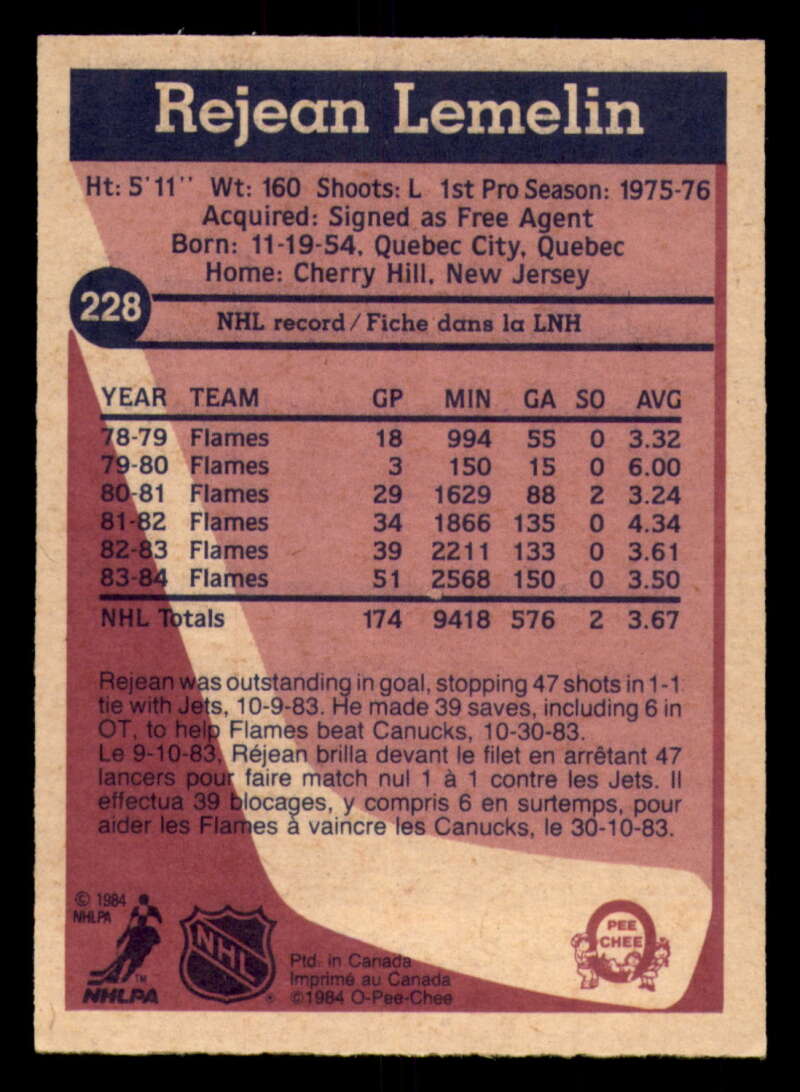 Rejean Lemelin
Ht: 5'11'' Wt: 160 Shoots: L 1st Pro Season: 1975-76
Acquired: Signed as Free Agent
Born: 11-19-54, Quebec City, Quebec
Home: Cherry Hill, New Jersey
228
NHL record/Fiche dans la LNH
YEAR TEAM GP MIN GA SO AVG
78-79 Flames 18 994 55 0 3.32
79-80 Flames 3 150 15 0 6.00
80-81 Flames 29 1629 88 2 3.24
81-82 Flames 34 1866 135 0 4.34
82-83 Flames 39 2211 133 0 3.61
83-84 Flames 51 2568 150 0 3.50
NHL Totals 174 9418 576 2 3.67
Rejean was outstanding in goal, stopping 47 shots in 1-1
tie with Jets, 10-9-83. He made 39 saves, including 6 in
OT, to help Flames beat Canucks, 10-30-83.
Le 9-10-83, Réjean brilla devant le filet en arrêtant 47
lancers pour faire match nul 1 à 1 contre les Jets. Il
effectua 39 blocages, y compris 6 en surtemps, pour
aider les Flames à vaincre les Canucks, le 30-10-83.
© 1984
NHLPA
TM
NHLPA
NHL
®
Ptd. in Canada
Imprimé au Canada
©1984 O-Pee-Chee
O
PEE
CHEE